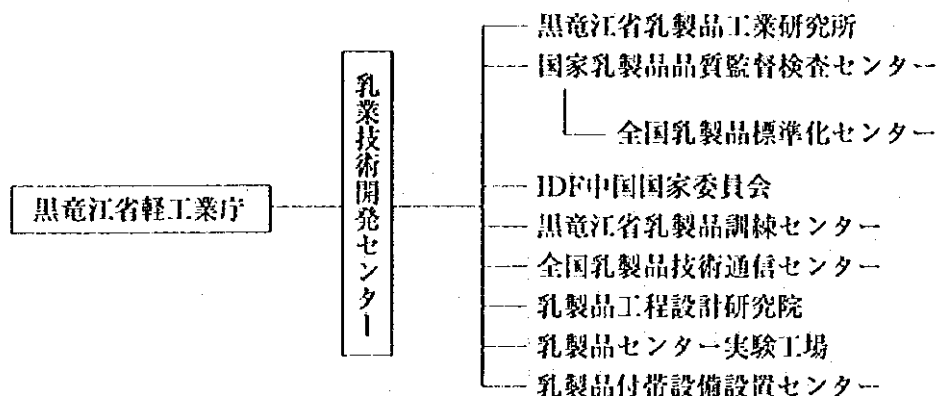 黒竜江省軽工業庁
乳業技術開発センター
黒竜江省乳製品工業研究所
国家乳製品品質監督検査センター
全国乳製品標準化センター
IDF中国国家委員会
黒竜江省乳製品訓練センター
全国乳製品技術通信センター
乳製品工程設計研究院
乳製品センター実験工場
乳製品付帯設備設置センター